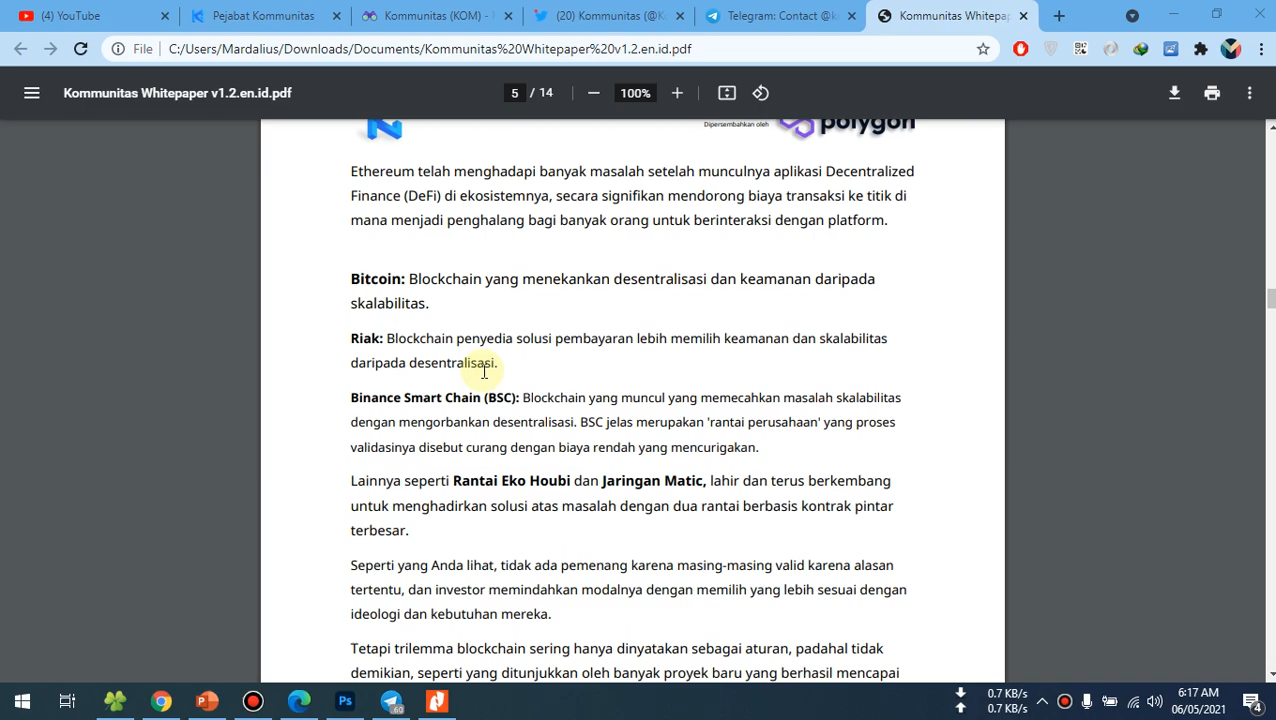 (4) YouTube
Pejabat Kommunitas
Kommunitas (KOM) -
(20) Kommunitas (@K
Telegram: Contact @k
Kommunitas Whitepap
File
C:/Users/Mardalius/Downloads/Documents/Kommunitas%20Whitepaper%20v1.2.en.id.pdf
Kommunitas Whitepaper v1.2.en.id.pdf
5 / 14
100%
Dipersembahkan oleh
polygon
Ethereum telah menghadapi banyak masalah setelah munculnya aplikasi Decentralized
Finance (DeFi) di ekosistemnya, secara signifikan mendorong biaya transaksi ke titik di
mana menjadi penghalang bagi banyak orang untuk berinteraksi dengan platform.
Bitcoin: Blockchain yang menekankan desentralisasi dan keamanan daripada
skalabilitas.
Riak: Blockchain penyedia solusi pembayaran lebih memilih keamanan dan skalabilitas
daripada desentralisasi.
Binance Smart Chain (BSC): Blockchain yang muncul yang memecahkan masalah skalabilitas
dengan mengorbankan desentralisasi. BSC jelas merupakan 'rantai perusahaan' yang proses
validasinya disebut curang dengan biaya rendah yang mencurigakan.
Lainnya seperti Rantai Eko Houbi dan Jaringan Matic, lahir dan terus berkembang
untuk menghadirkan solusi atas masalah dengan dua rantai berbasis kontrak pintar
terbesar.
Seperti yang Anda lihat, tidak ada pemenang karena masing-masing valid karena alasan
tertentu, dan investor memindahkan modalnya dengan memilih yang lebih sesuai dengan
ideologi dan kebutuhan mereka.
Tetapi trilemma blockchain sering hanya dinyatakan sebagai aturan, padahal tidak
demikian, seperti yang ditunjukkan oleh banyak proyek baru yang berhasil mencapai
60
0.7 KB/s
0.7 KB/s
6:17 AM
06/05/2021
4